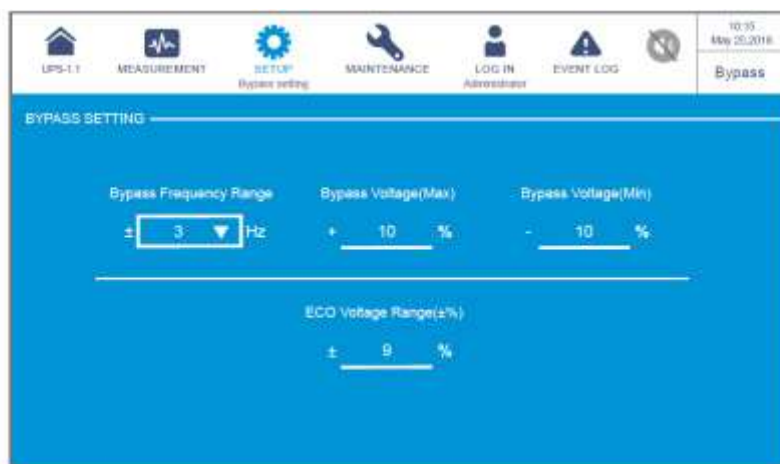 10:35
May 20,2016
UPS-1.1 MEASUREMENT SETUP MAINTENANCE LOG IN EVENT LOG
Bypass setting Administrator Bypass
BYPASS SETTING
Bypass Frequency Range Bypass Voltage(Max) Bypass Voltage(Min)
± 3 Hz + 10 % - 10 %
ECO Voltage Range(±%)
± 9 %